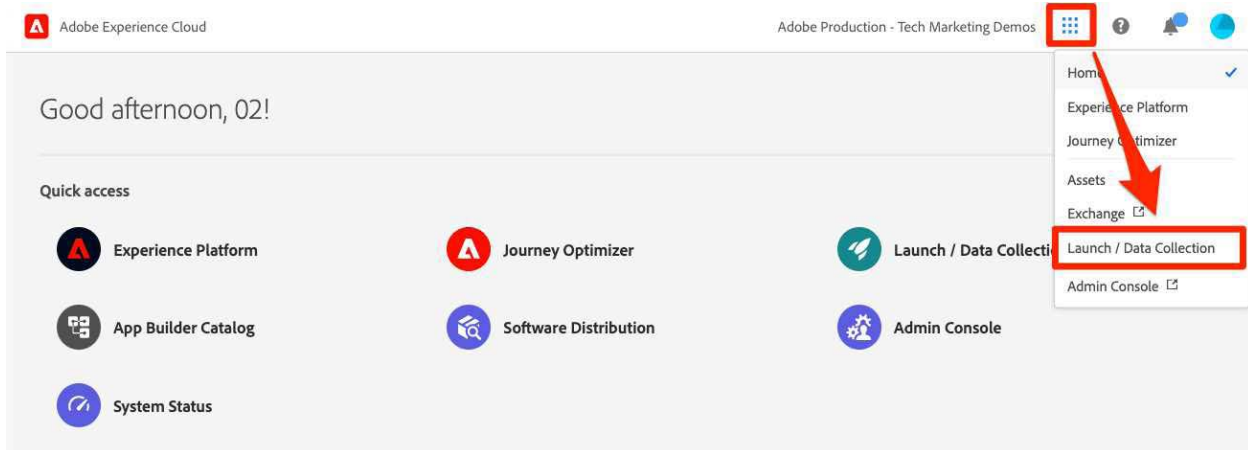 Adobe Experience Cloud
Adobe Production - Tech Marketing Demos
Home
Experience Platform
Journey Optimizer
Assets
Exchange
Launch / Data Collection
Admin Console
Good afternoon, 02!
Quick access
Experience Platform
Journey Optimizer
Launch / Data Collecti
App Builder Catalog
Software Distribution
Admin Console
System Status